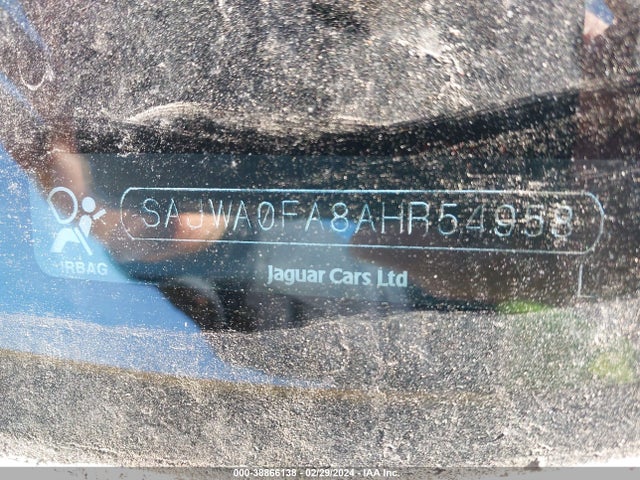 SAJWA0FA8AHR54958
AIRBAG
Jaguar Cars Ltd
000-38866138 - 02/29/2024 - IAA Inc.